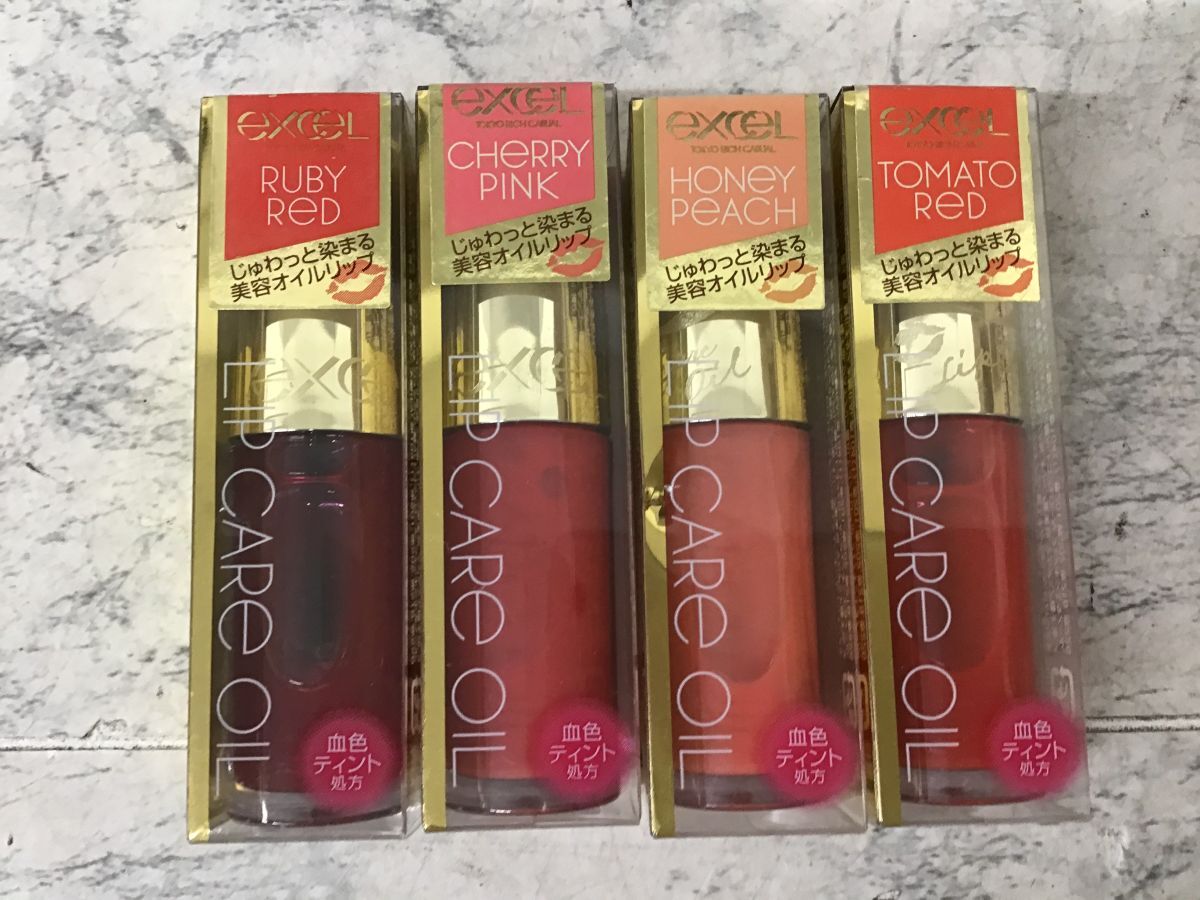 excel
RUBY
RED
じゅわっと染まる
美容オイルリップ
excel
LIP CARE OIL
血色
ティント
処方
excel
TOKYO RICH CASUAL
CHERRY
PINK
じゅわっと染まる
美容オイルリップ
excel
LIP CARE OIL
血色
ティント
処方
excel
TOKYO RICH CASUAL
HONEY
PEACH
じゅわっと染まる
美容オイルリップ
Oil
LIP CARE OIL
血色
ティント
処方
excel
TOMATO
RED
じゅわっと染まる
美容オイルリップ
LIP CARE OIL
血色
ティント
処方